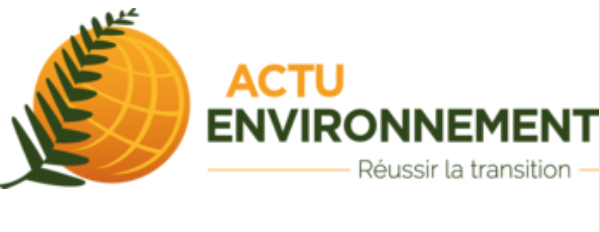 ACTU
ENVIRONNEMENT
Réussir la transition